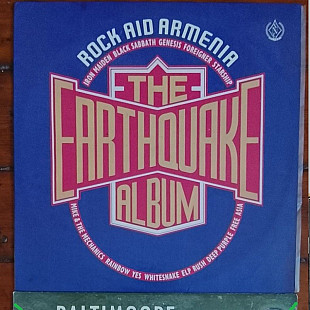 ROCK AID ARMENIA
IRON MAIDEN BLACK SABBATH GENESIS FOREIGNER STARSHIP
THE
EARTHQUAKE
ALBUM
MIKE & THE MECHANICS RAINBOW YES WHITESNAKE ELP RUSH DEEP PURPLE FREE ASIA
BALTIMOORE